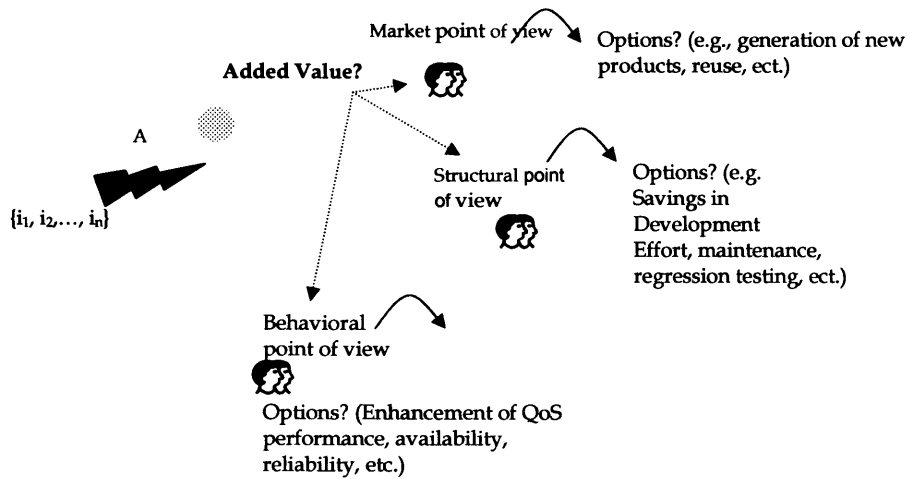 Market point of view
Options? (e.g., generation of new
products, reuse, ect.)
Added Value?
A
{i1, i2,..., in}
Structural point
of view
Options? (e.g.
Savings in
Development
Effort, maintenance,
regression testing, ect.)
Behavioral
point of view
Options? (Enhancement of QoS
performance, availability,
reliability, etc.)